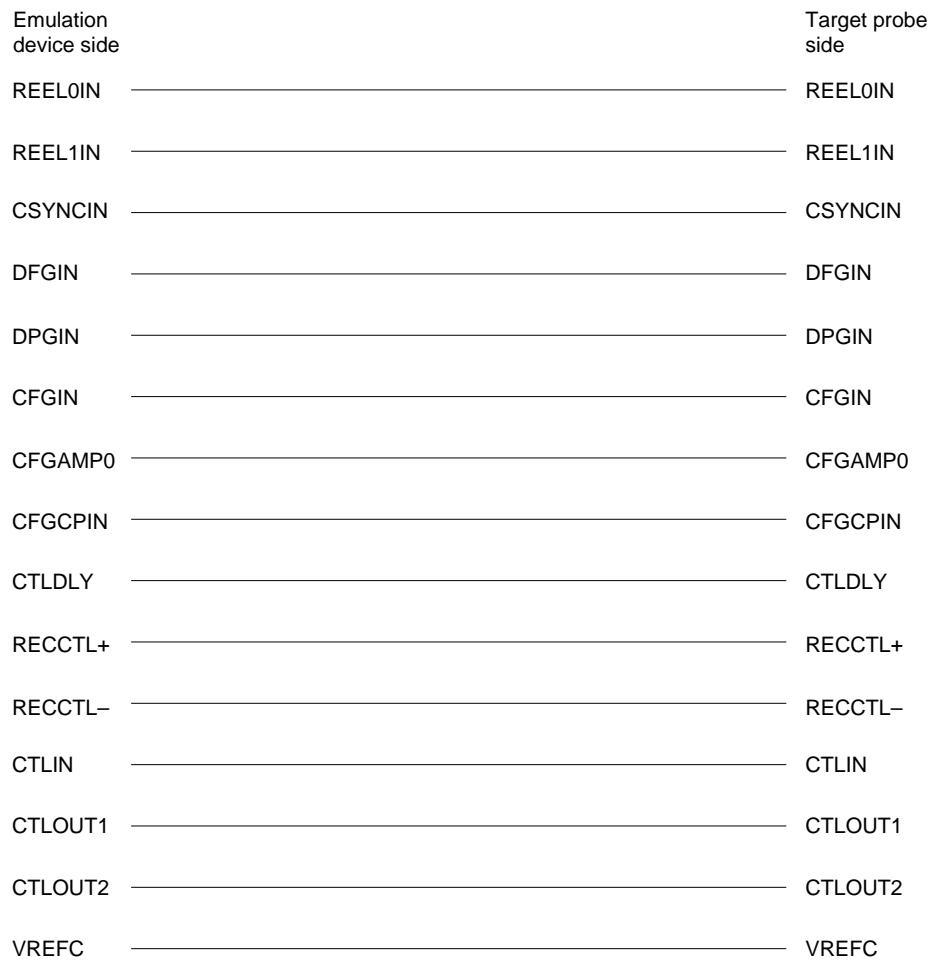 Emulation device side    Target probe side
REEL0IN    REEL0IN
REEL1IN    REEL1IN
CSYNCIN    CSYNCIN
DFGIN    DFGIN
DPGIN    DPGIN
CFGIN    CFGIN
CFGAMP0    CFGAMP0
CFGCPIN    CFGCPIN
CTLDLY    CTLDLY
RECCTL+    RECCTL+
RECCTL–    RECCTL–
CTLIN    CTLIN
CTLOUT1    CTLOUT1
CTLOUT2    CTLOUT2
VREFC    VREFC